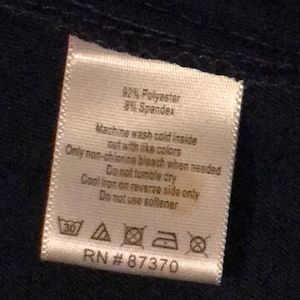 92% Polyester
8% Spandex
Machine wash cold inside
out with like colors
Only non-chlorine bleach when needed
Do not tumble dry
Cool iron on reverse side only
Do not use softener
30
RN # 87370